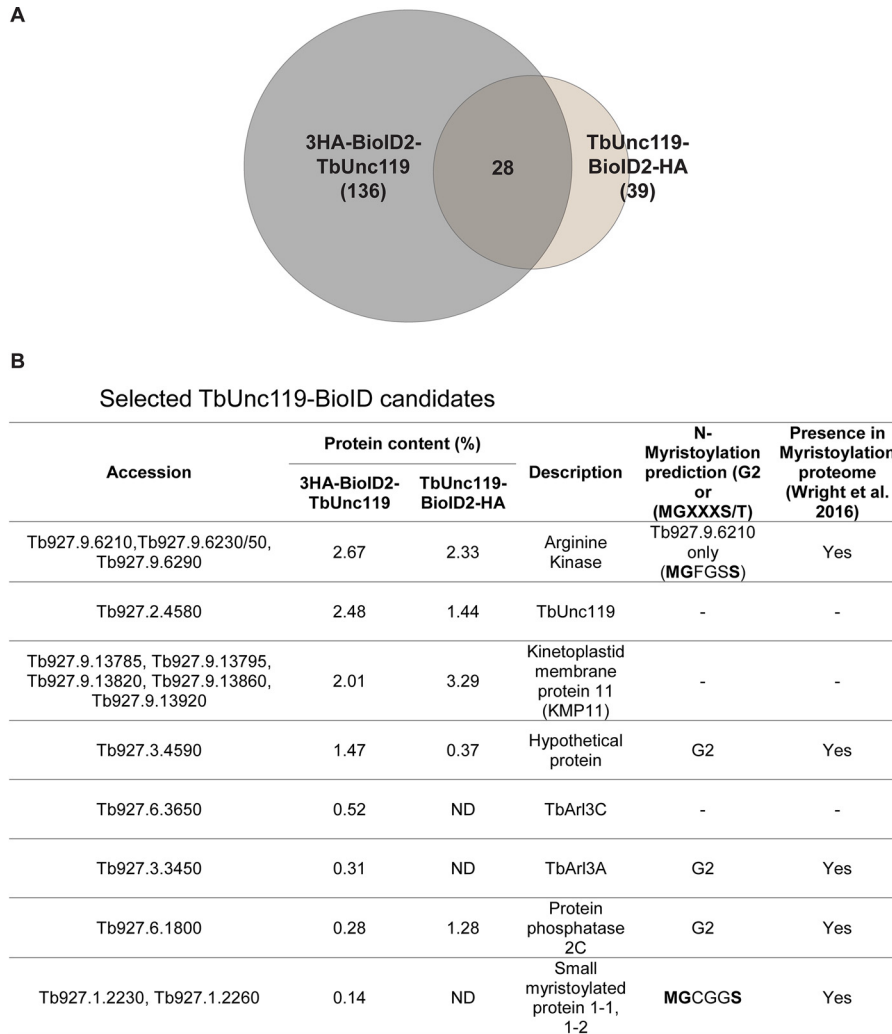 A
3HA-BioID2-
TbUnc119
(136)
28
TbUnc119-
BioID2-HA
(39)
B
Selected TbUnc119-BioID candidates
Accession
Protein content (%)
3HA-BioID2-
TbUnc119
TbUnc119-
BioID2-HA
Description
N-
Myristoylation
prediction (G2
or
(MGXXXS/T)
Presence in
Myristoylation
proteome
(Wright et al.
2016)
Tb927.9.6210,Tb927.9.6230/50,
Tb927.9.6290
2.67
2.33
Arginine
Kinase
Tb927.9.6210
only
(MGFGSS)
Yes
Tb927.2.4580
2.48
1.44
TbUnc119
-
-
Tb927.9.13785, Tb927.9.13795,
Tb927.9.13820, Tb927.9.13860,
Tb927.9.13920
2.01
3.29
Kinetoplastid
membrane
protein 11
(KMP11)
-
-
Tb927.3.4590
1.47
0.37
Hypothetical
protein
G2
Yes
Tb927.6.3650
0.52
ND
TbArl3C
-
-
Tb927.3.3450
0.31
ND
TbArl3A
G2
Yes
Tb927.6.1800
0.28
1.28
Protein
phosphatase
2C
G2
Yes
Tb927.1.2230, Tb927.1.2260
0.14
ND
Small
myristoylated
protein 1-1,
1-2
MGCGGS
Yes